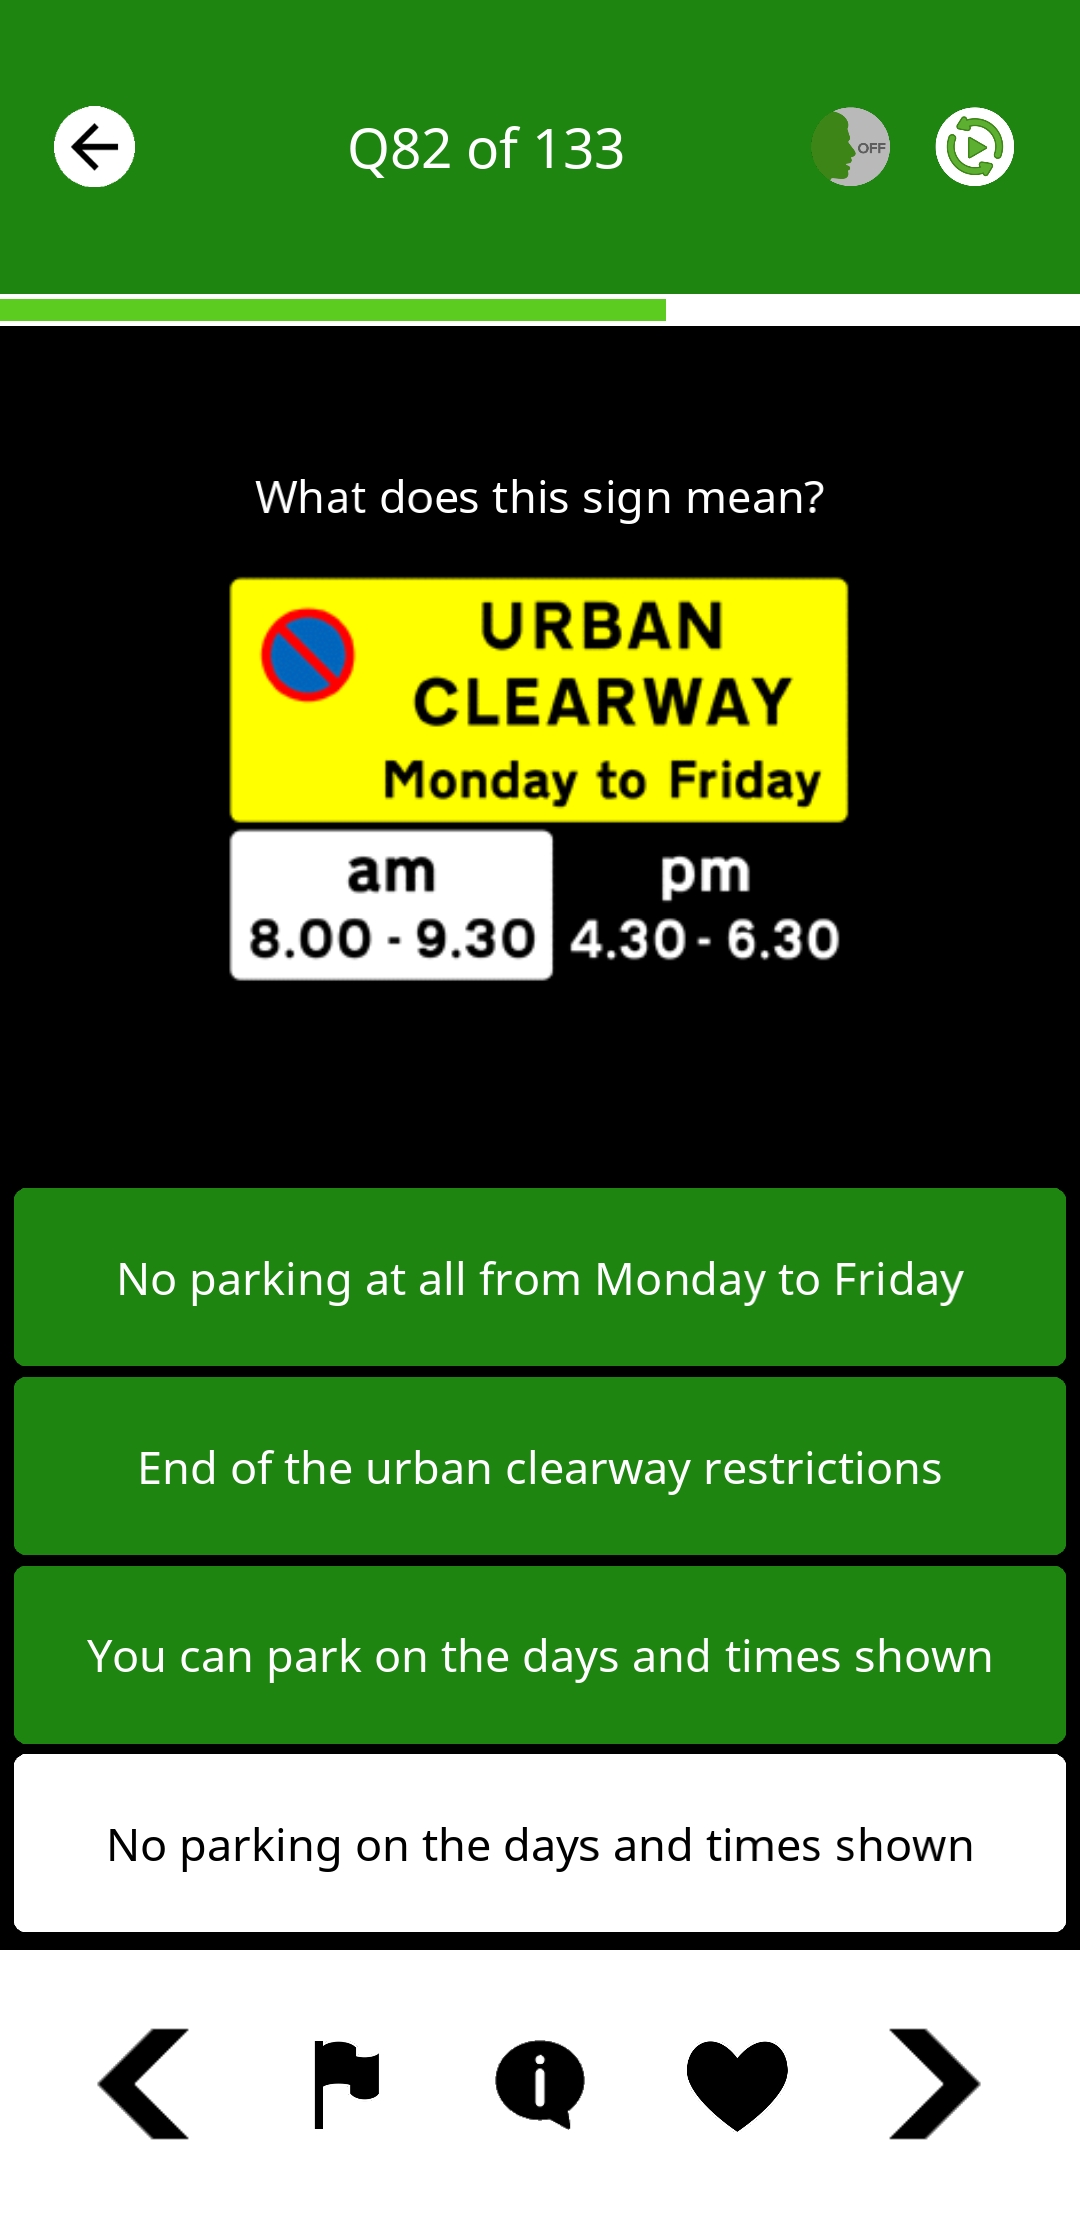 Q82 of 133
OFF
What does this sign mean?
URBAN
CLEARWAY
Monday to Friday
am
8.00 - 9.30
pm
4.30 - 6.30
No parking at all from Monday to Friday
End of the urban clearway restrictions
You can park on the days and times shown
No parking on the days and times shown